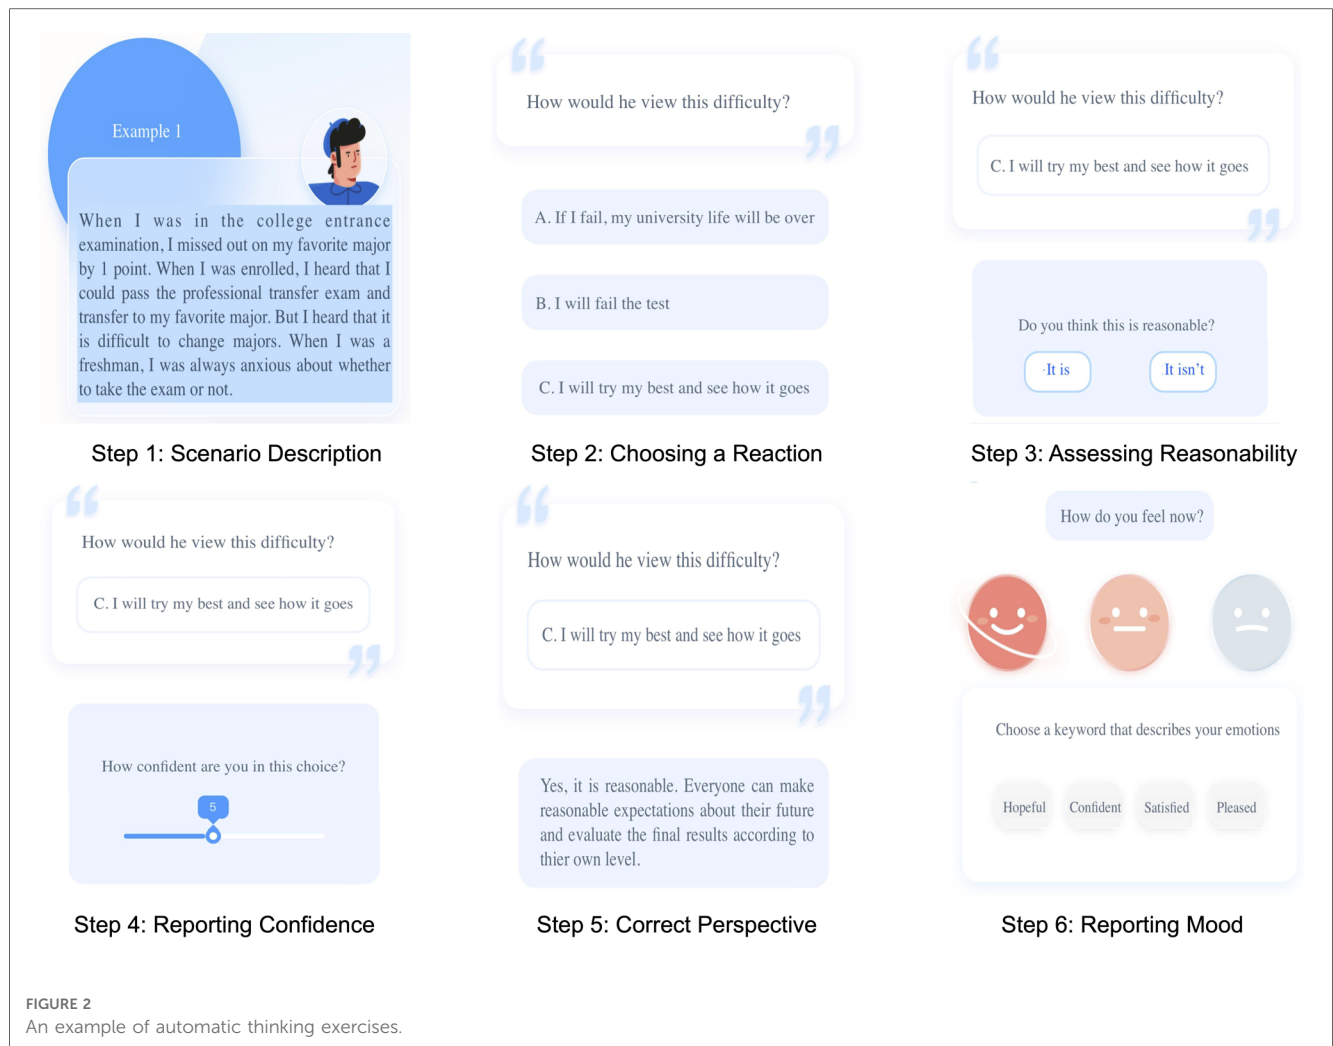 Example 1
When I was in the college entrance
examination, I missed out on my favorite major
by 1 point. When I was enrolled, I heard that I
could pass the professional transfer exam and
transfer to my favorite major. But I heard that it
is difficult to change majors. When I was a
freshman, I was always anxious about whether
to take the exam or not.
Step 1: Scenario Description
“
How would he view this difficulty?
”
A. If I fail, my university life will be over
B. I will fail the test
C. I will try my best and see how it goes
Step 2: Choosing a Reaction
“
How would he view this difficulty?
C. I will try my best and see how it goes
”
Do you think this is reasonable?
·It is
·It isn't
Step 3: Assessing Reasonability
“
How would he view this difficulty?
C. I will try my best and see how it goes
”
How confident are you in this choice?
5
Step 4: Reporting Confidence
“
How would he view this difficulty?
C. I will try my best and see how it goes
”
Yes, it is reasonable. Everyone can make
reasonable expectations about their future
and evaluate the final results according to
thier own level.
Step 5: Correct Perspective
How do you feel now?
Choose a keyword that describes your emotions
Hopeful Confident Satisfied Pleased
Step 6: Reporting Mood
FIGURE 2
An example of automatic thinking exercises.